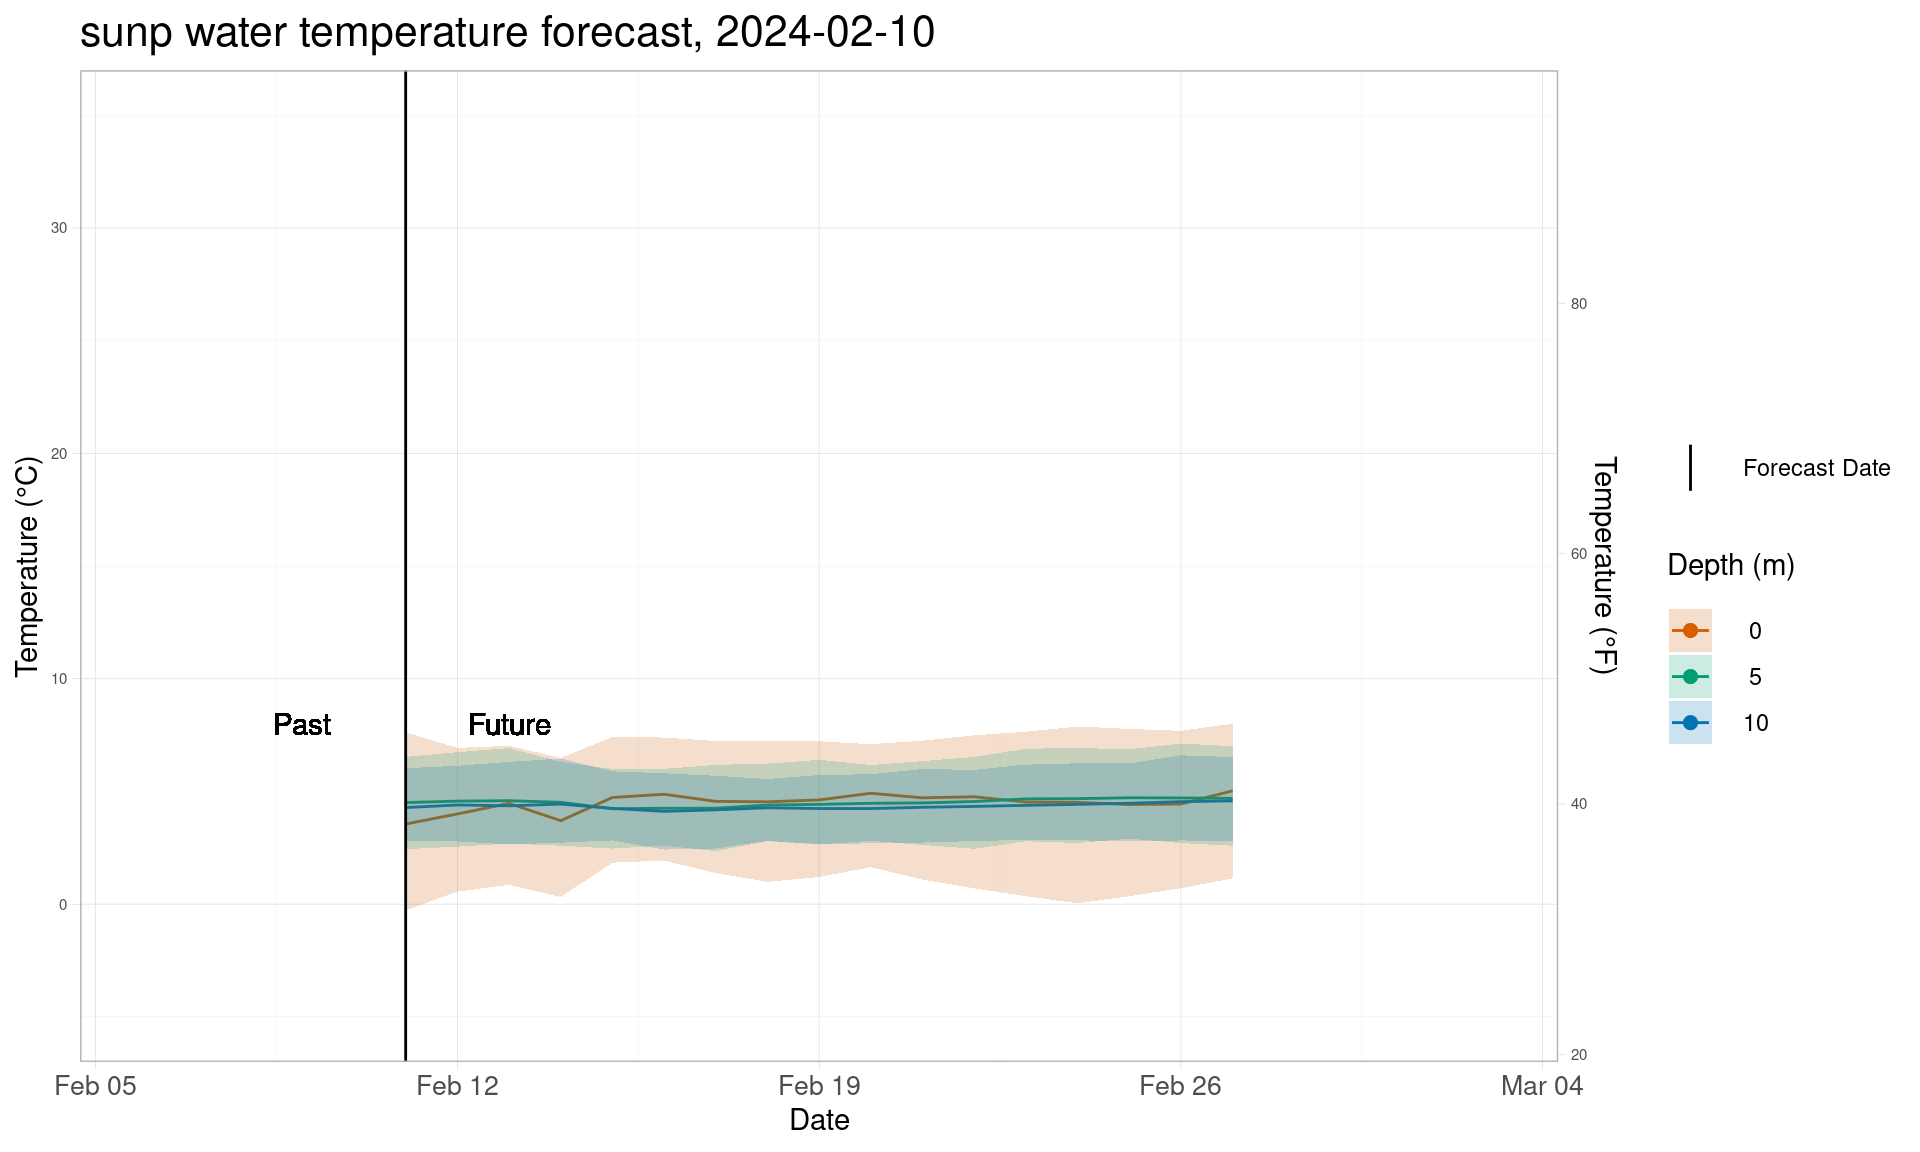 sunp water temperature forecast, 2024-02-10
30
20
10
0
Temperature (°C)
Past
Future
80
60
40
20
Temperature (°F)
Feb 05
Feb 12
Feb 19
Feb 26
Mar 04
Date
Forecast Date
Depth (m)
0
5
10